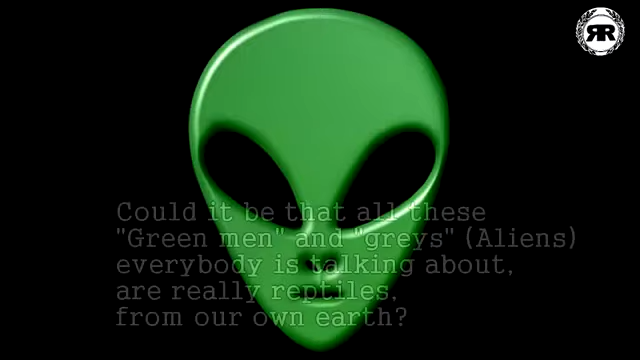 ЯR
Could it be that all these
"Green men" and "greys" (Aliens)
everybody is talking about,
are really reptiles,
from our own earth?